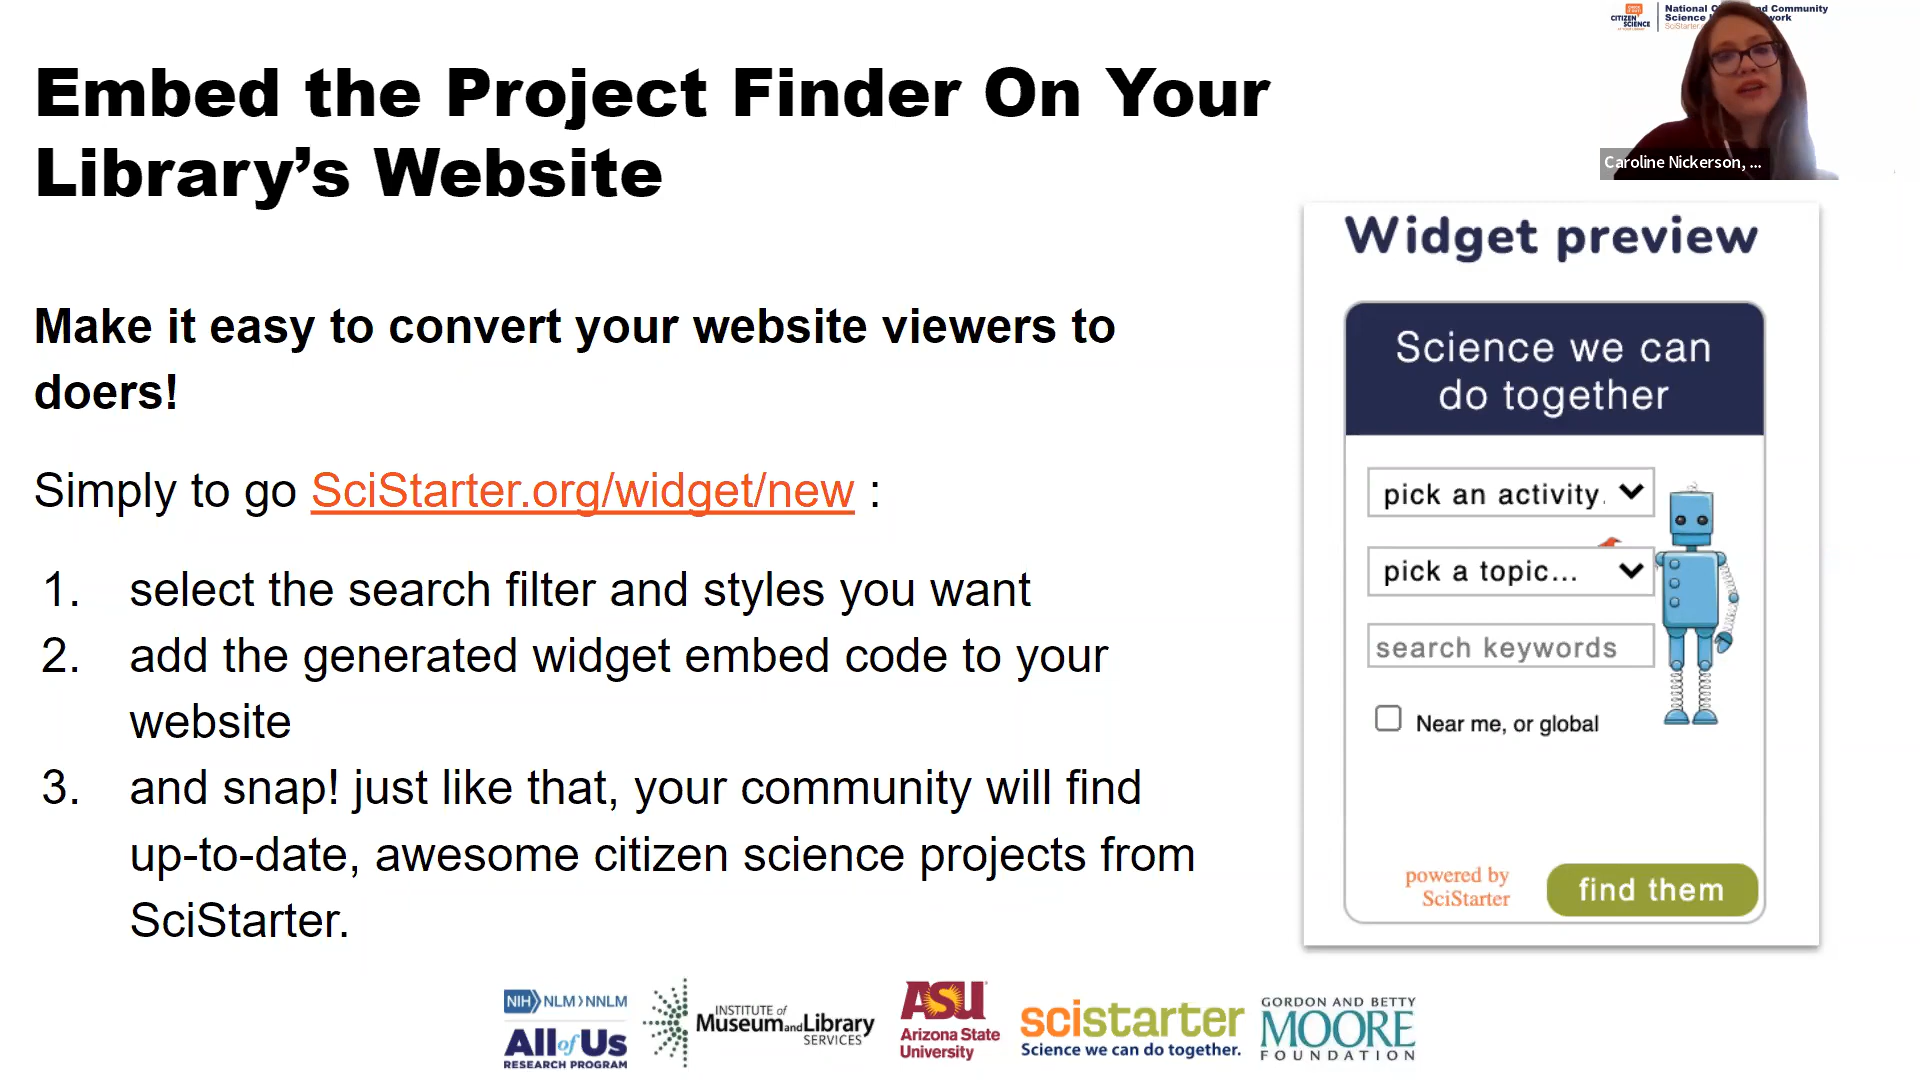 CITIZEN
SCIENCE
National
d Community
Science
work
Embed the Project Finder On Your
Library’s Website
Caroline Nickerson, ...
Make it easy to convert your website viewers to
doers!
Simply to go SciStarter.org/widget/new :
1. select the search filter and styles you want
2. add the generated widget embed code to your
website
3. and snap! just like that, your community will find
up-to-date, awesome citizen science projects from
SciStarter.
Widget preview
Science we can
do together
pick an activity.
pick a topic...
search keywords
Near me, or global
powered by
SciStarter
find them
NIH NLM NNLM
All of Us
RESEARCH PROGRAM
INSTITUTE of
Museum and Library
SERVICES
ASU
Arizona State
University
scistarter
Science we can do together.
GORDON AND BETTY
MOORE
FOUNDATION